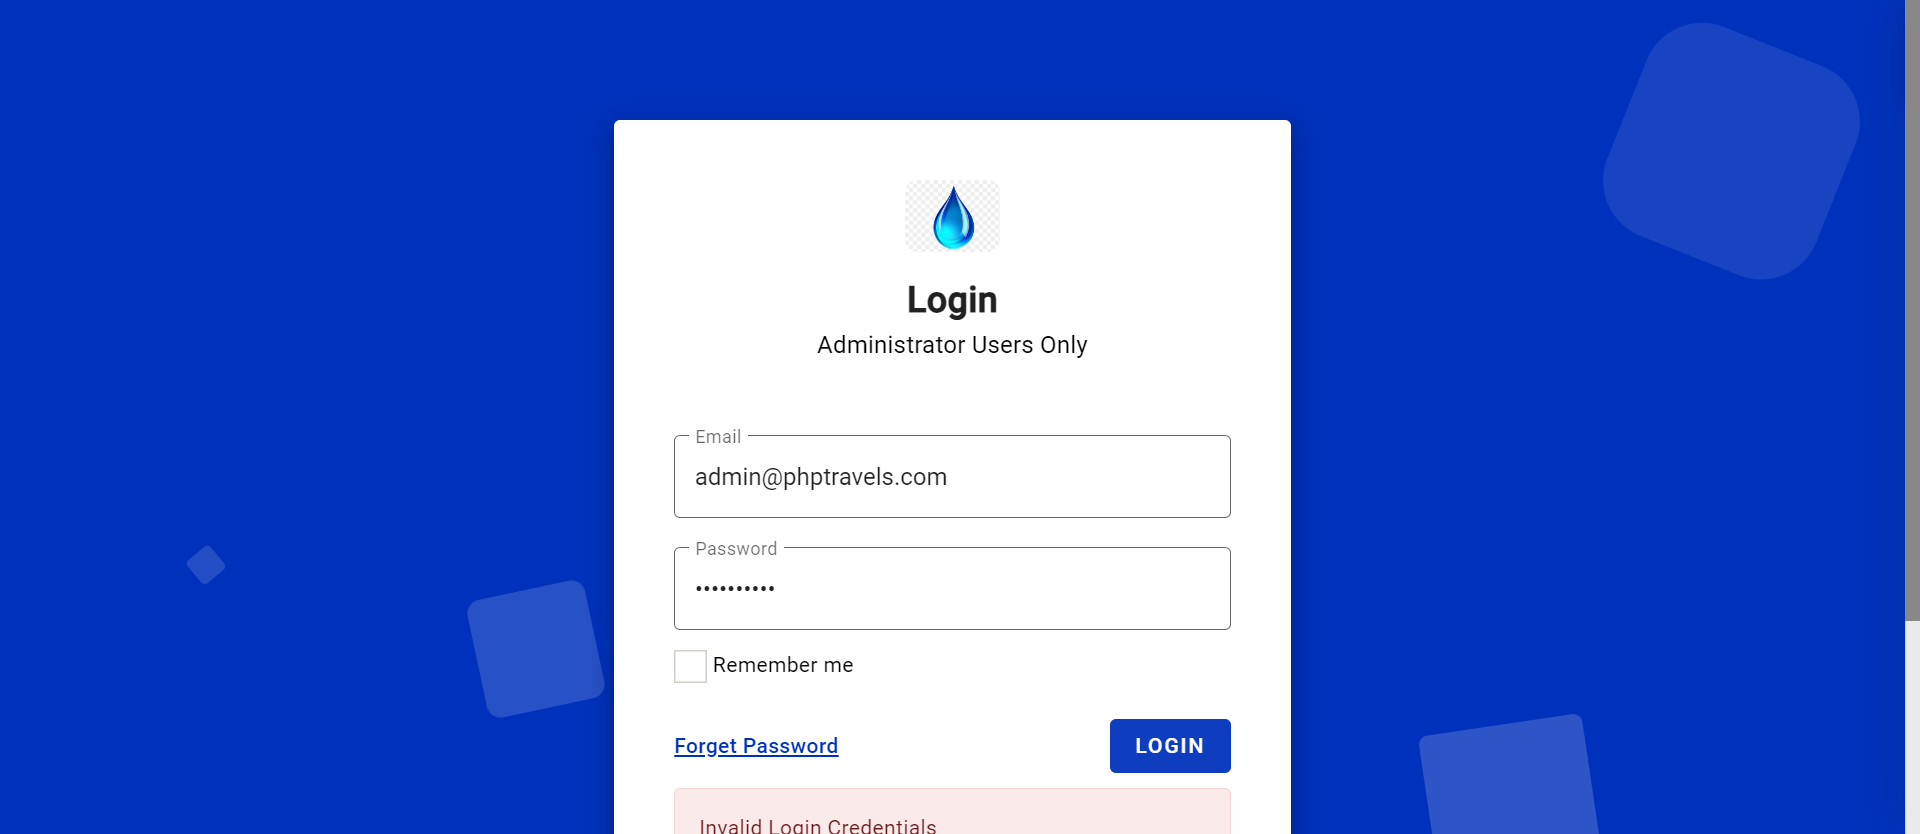 Login
Administrator Users Only
Email
admin@phptravels.com
Password
••••••••••
Remember me
Forget Password
LOGIN
Invalid Login Credentials